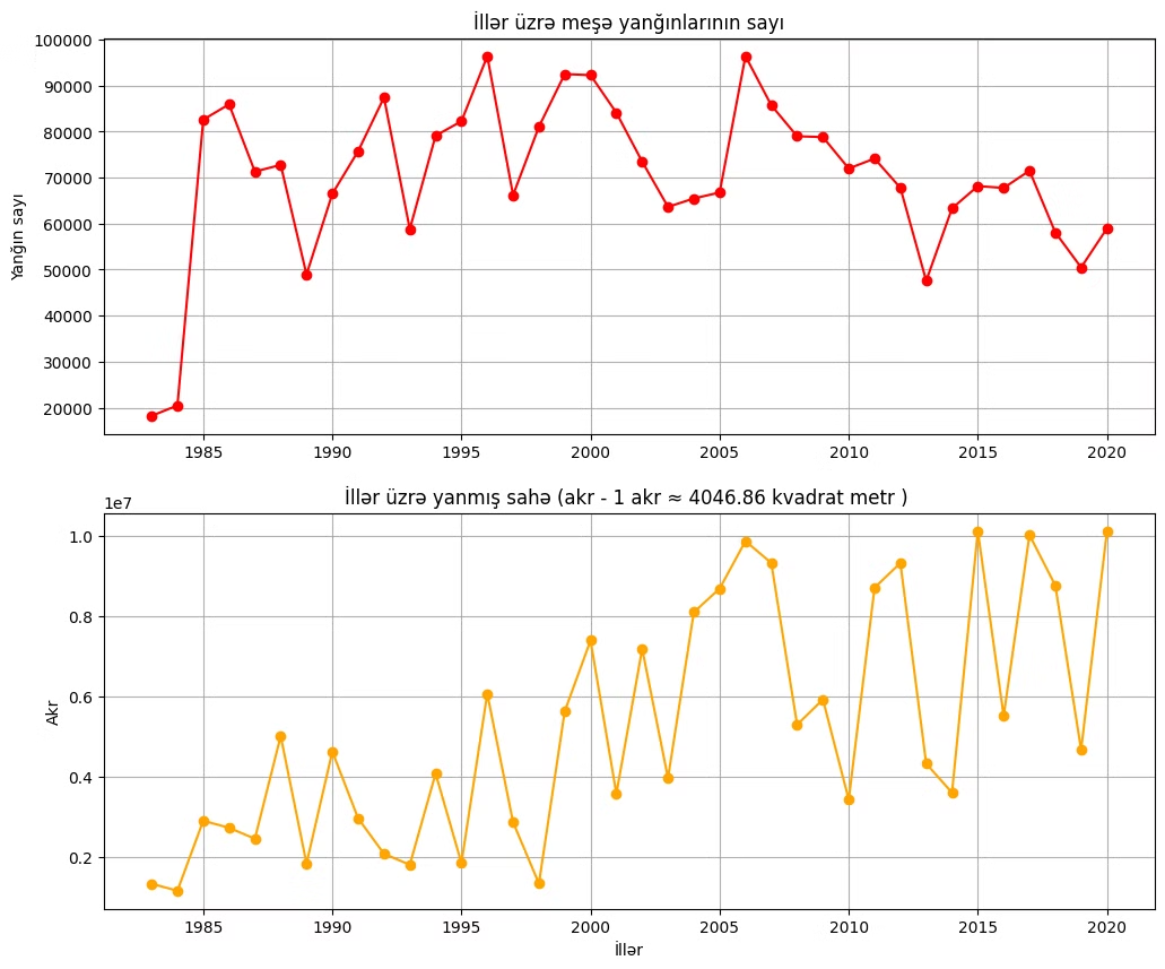 İllər üzrə meşə yanğınlarının sayı
100000
90000
80000
70000
60000
50000
40000
30000
20000
Yanğın sayı
1985 1990 1995 2000 2005 2010 2015 2020
İllər üzrə yanmış sahə (akr - 1 akr ≈ 4046.86 kvadrat metr )
1e7
1.0
0.8
0.6
0.4
0.2
Akr
1985 1990 1995 2000 2005 2010 2015 2020
İllər